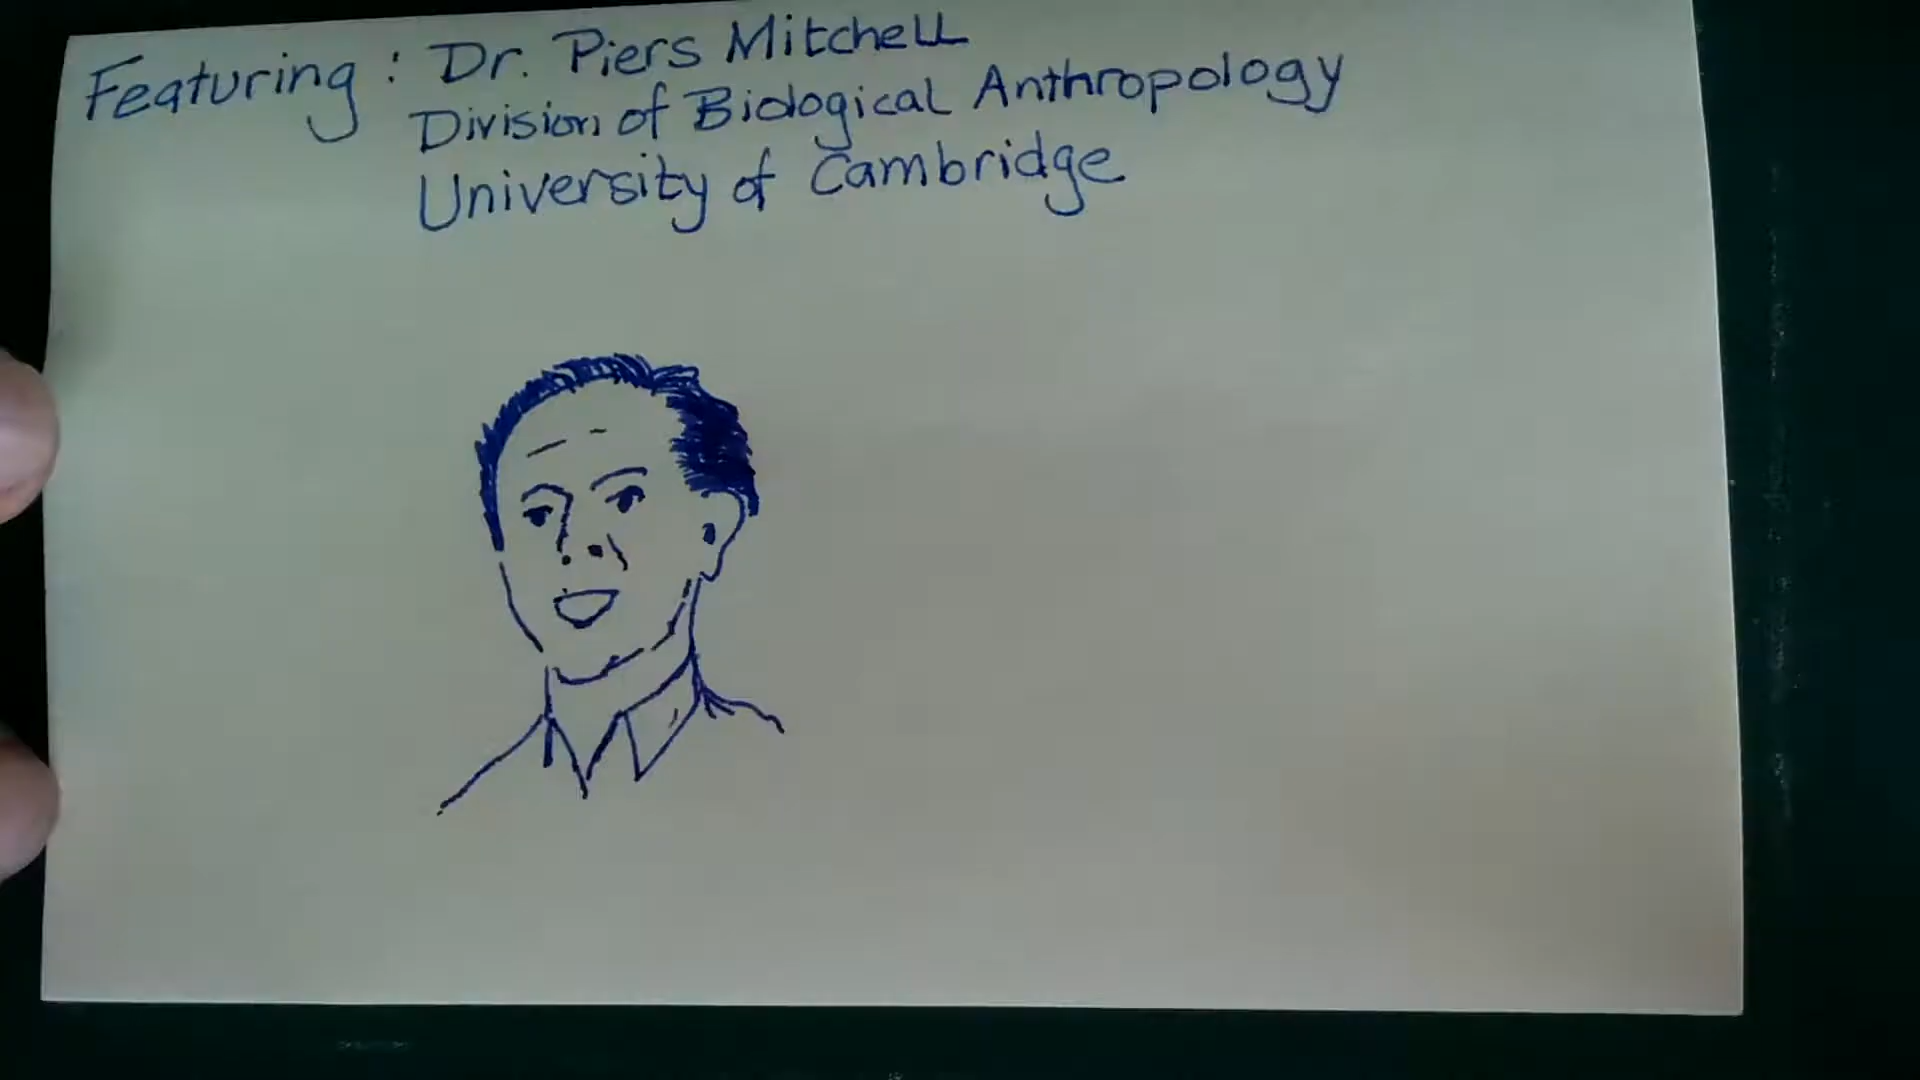 Featuring: Dr. Piers Mitchell
Division of Biological Anthropology
University of Cambridge